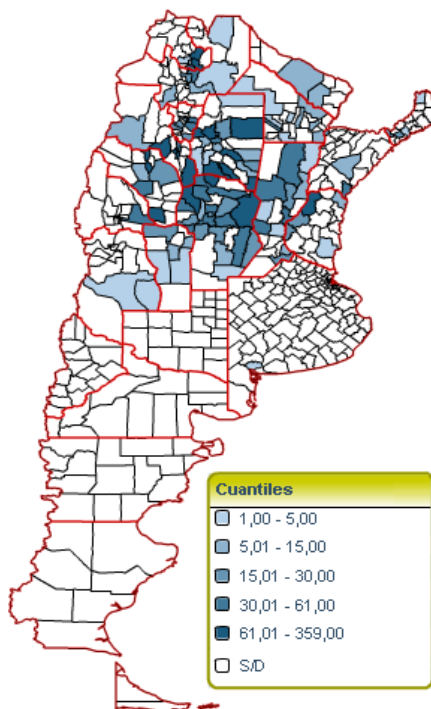 Cuantiles
1,00 - 5,00
5,01 - 15,00
15,01 - 30,00
30,01 - 61,00
61,01 - 359,00
S/D